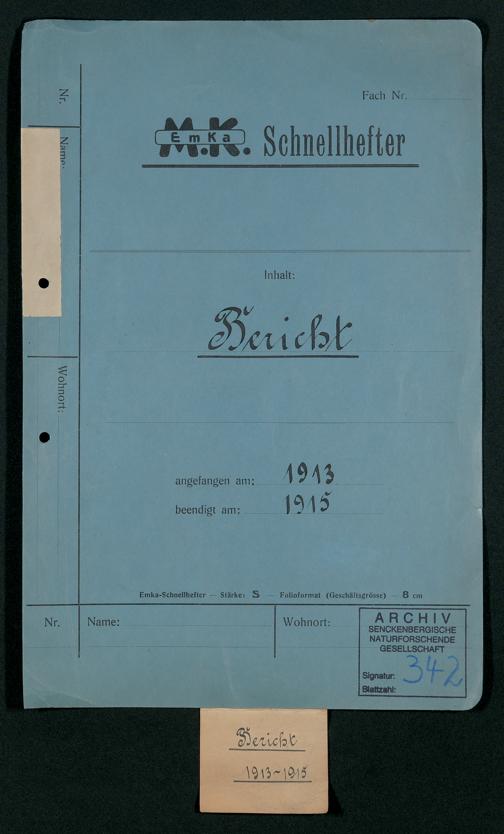 Fach Nr.
M.K. EmKa Schnellhefter
Nr.
Name:
Wohnort:
Inhalt:
Bericht
angefangen am: 1913
beendigt am: 1915
Emka-Schnellhefter — Stärke: S — Folioformat (Geschäftsgrösse) — 8 cm
Nr. Name: Wohnort:
ARCHIV
SENCKENBERGISCHE
NATURFORSCHENDE
GESELLSCHAFT
Signatur: 342
Blattzahl:
Bericht
1913-1915